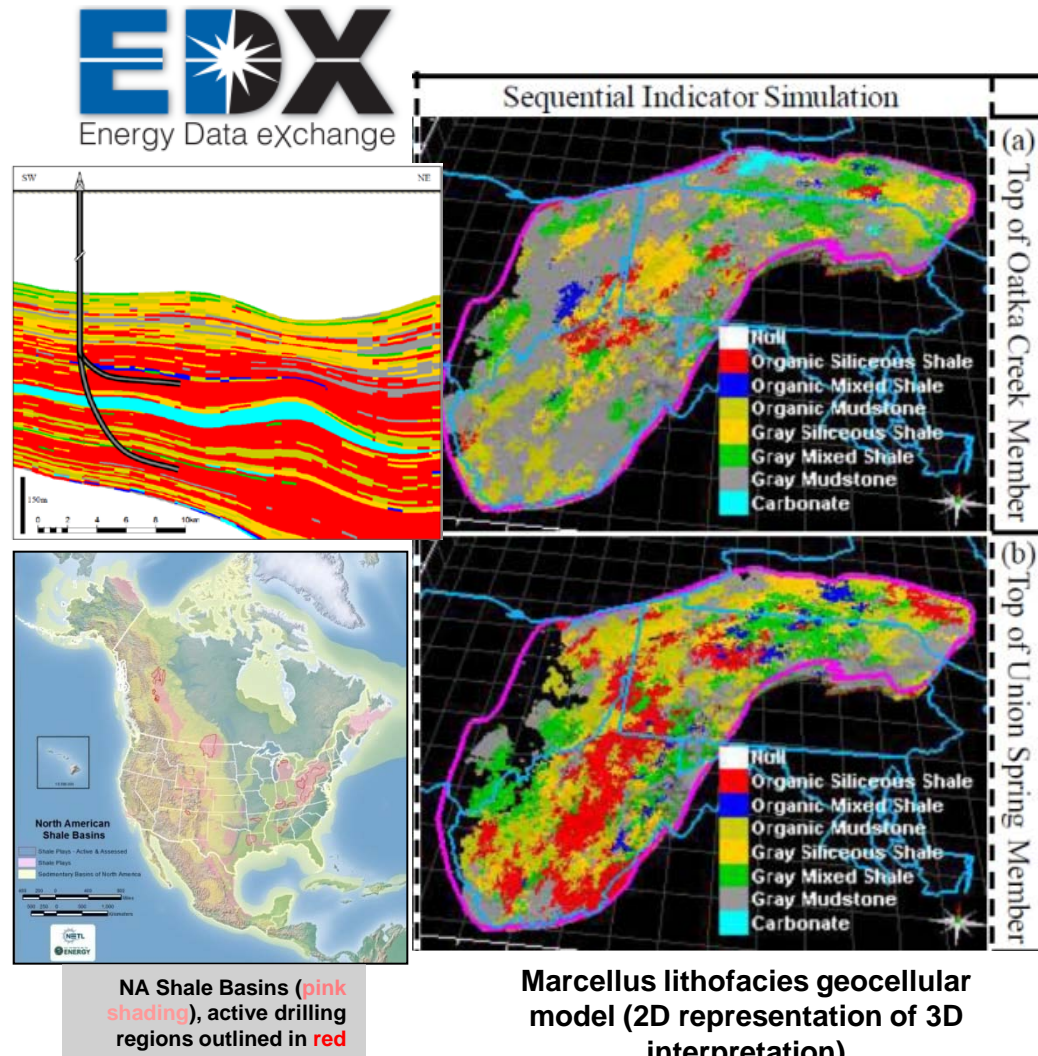 EDX
Energy Data eXchange
SW
NE
150m
0 2 4 6 8 10km
Sequential Indicator Simulation
(a) Top of Oatka Creek Member
Null
Organic Siliceous Shale
Organic Mixed Shale
Organic Mudstone
Gray Siliceous Shale
Gray Mixed Shale
Gray Mudstone
Carbonate
(b) Top of Union Spring Member
Null
Organic Siliceous Shale
Organic Mixed Shale
Organic Mudstone
Gray Siliceous Shale
Gray Mixed Shale
Gray Mudstone
Carbonate
North American
Shale Basins
Shale Plays - Active & Assessed
Shale Plays
Sedimentary Basins of North America
NETL
ENERGY
NA Shale Basins (pink
shading), active drilling
regions outlined in red
Marcellus lithofacies geocellular
model (2D representation of 3D
interpretation)